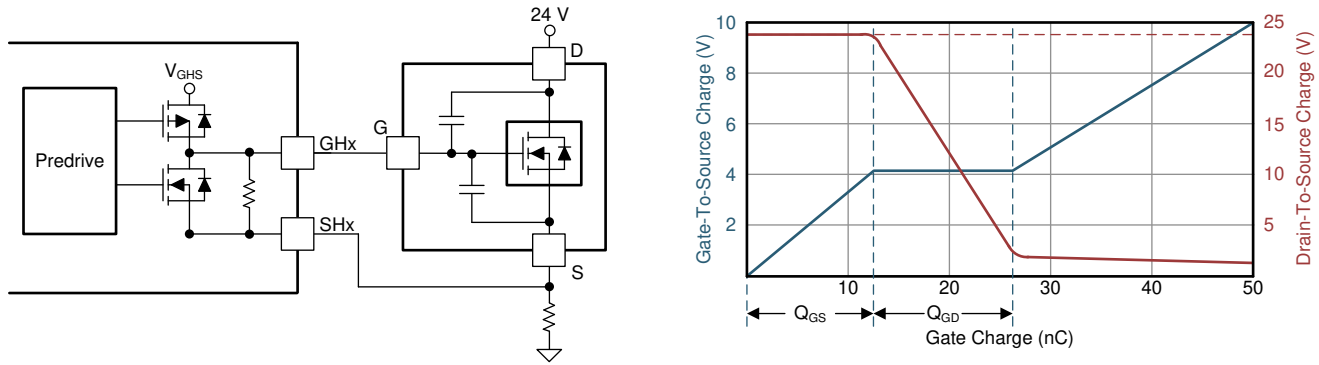 24 V
D
V_GHS
G
GHx
Predrive
SHx
S
Gate-To-Source Charge (V)
10
8
6
4
2
25
20
15
10
5
Drain-To-Source Charge (V)
10
20
30
40
50
Q_GS
Q_GD
Gate Charge (nC)